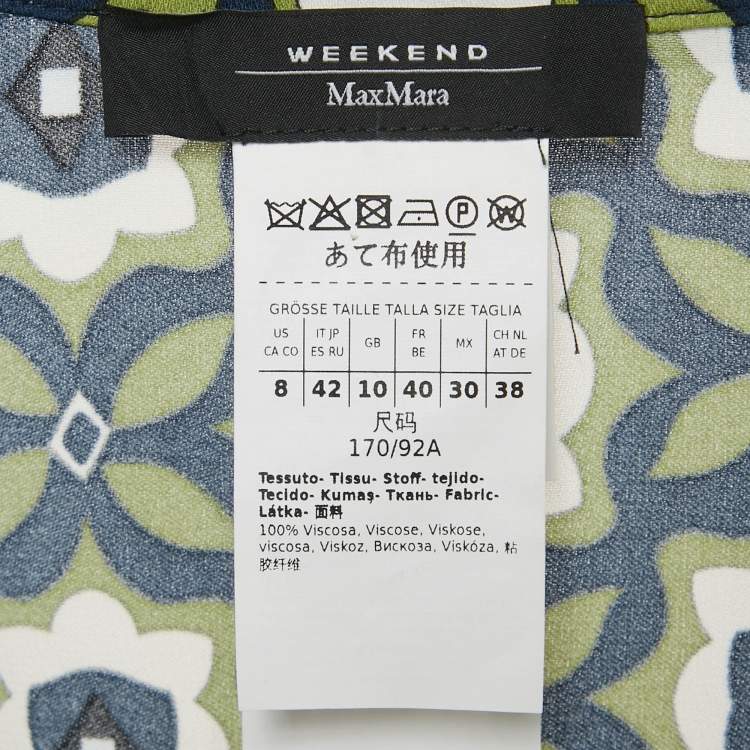 WEEKEND
MaxMara
P W
あて布使用
GRÖSSE TAILLE TALLA SIZE TAGLIA
US IT JP GB FR MX CH NL
CA CO ES RU BE AT DE
8 42 10 40 30 38
尺码
170/92A
Tessuto- Tissu- Stoff- tejido-
Tecido- Kumaş- Ткань- Fabric-
Látka- 面料
100% Viscosa, Viscose, Viskose,
viscosa, Viskoz, Вискоза, Viskóza, 粘
胶纤维